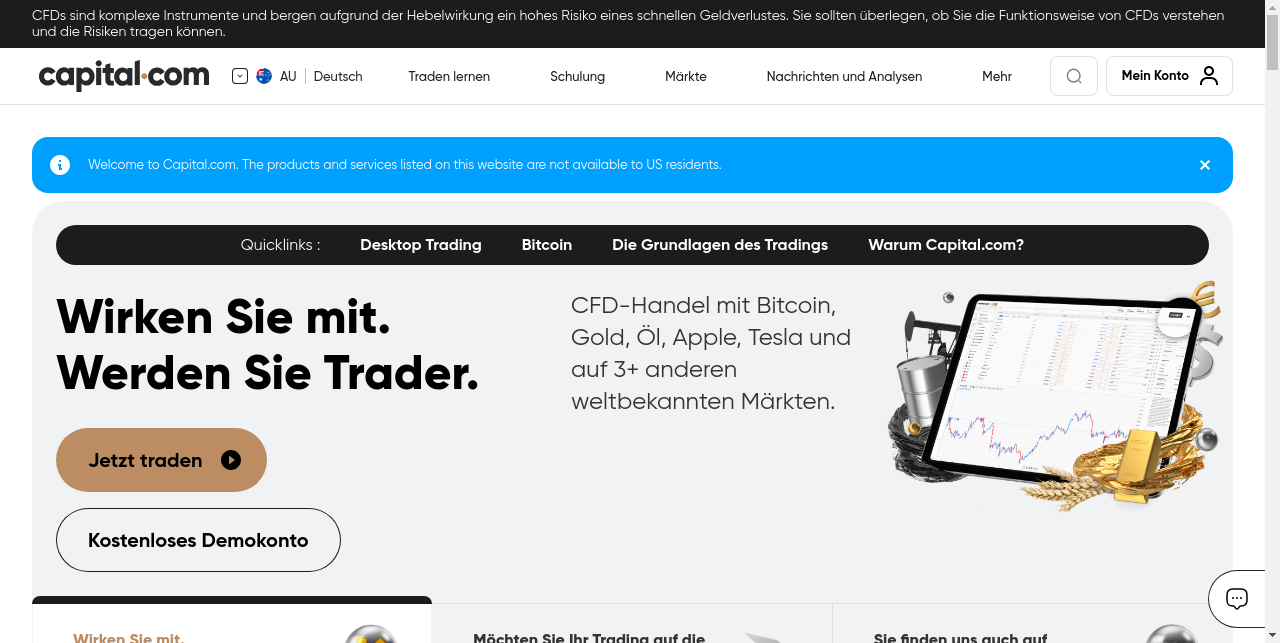 CFDs sind komplexe Instrumente und bergen aufgrund der Hebelwirkung ein hohes Risiko eines schnellen Geldverlustes. Sie sollten überlegen, ob Sie die Funktionsweise von CFDs verstehen
und die Risiken tragen können.
capital.com
AU Deutsch
Traden lernen
Schulung
Märkte
Nachrichten und Analysen
Mehr
Mein Konto
Welcome to Capital.com. The products and services listed on this website are not available to US residents.
Quicklinks :
Desktop Trading
Bitcoin
Die Grundlagen des Tradings
Warum Capital.com?
Wirken Sie mit.
Werden Sie Trader.
CFD-Handel mit Bitcoin,
Gold, Öl, Apple, Tesla und
auf 3+ anderen
weltbekannten Märkten.
Jetzt traden
Kostenloses Demokonto
Wirken Sie mit.
Möchten Sie Ihr Trading auf die
Sie finden uns auch auf